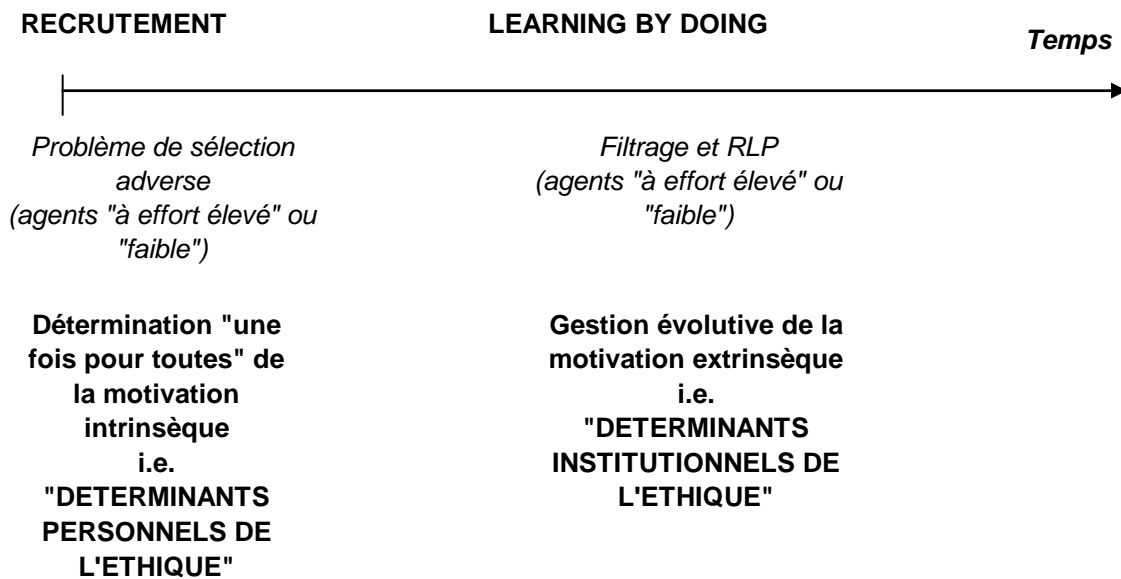 RECRUTEMENT
LEARNING BY DOING
Temps
Problème de sélection
adverse
(agents "à effort élevé" ou
"faible")
Filtrage et RLP
(agents "à effort élevé" ou
"faible")
Détermination "une
fois pour toutes" de
la motivation
intrinsèque
i.e.
"DETERMINANTS
PERSONNELS DE
L'ETHIQUE"
Gestion évolutive de la
motivation extrinsèque
i.e.
"DETERMINANTS
INSTITUTIONNELS DE
L'ETHIQUE"